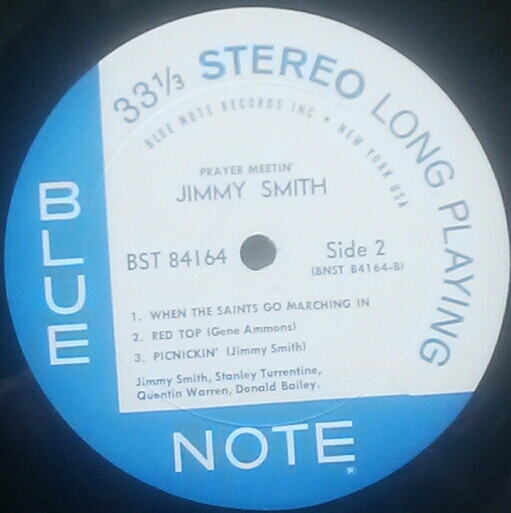 33⅓ STEREO LONG PLAYING
BLUE NOTE RECORDS INC • NEW YORK USA
PRAYER MEETIN'
JIMMY SMITH
BST 84164
Side 2
(BNST 84164-B)
1. WHEN THE SAINTS GO MARCHING IN
2. RED TOP (Gene Ammons)
3. PICNICKIN' (Jimmy Smith)
Jimmy Smith, Stanley Turrentine,
Quentin Warren, Donald Bailey.
BLUE
NOTE
®